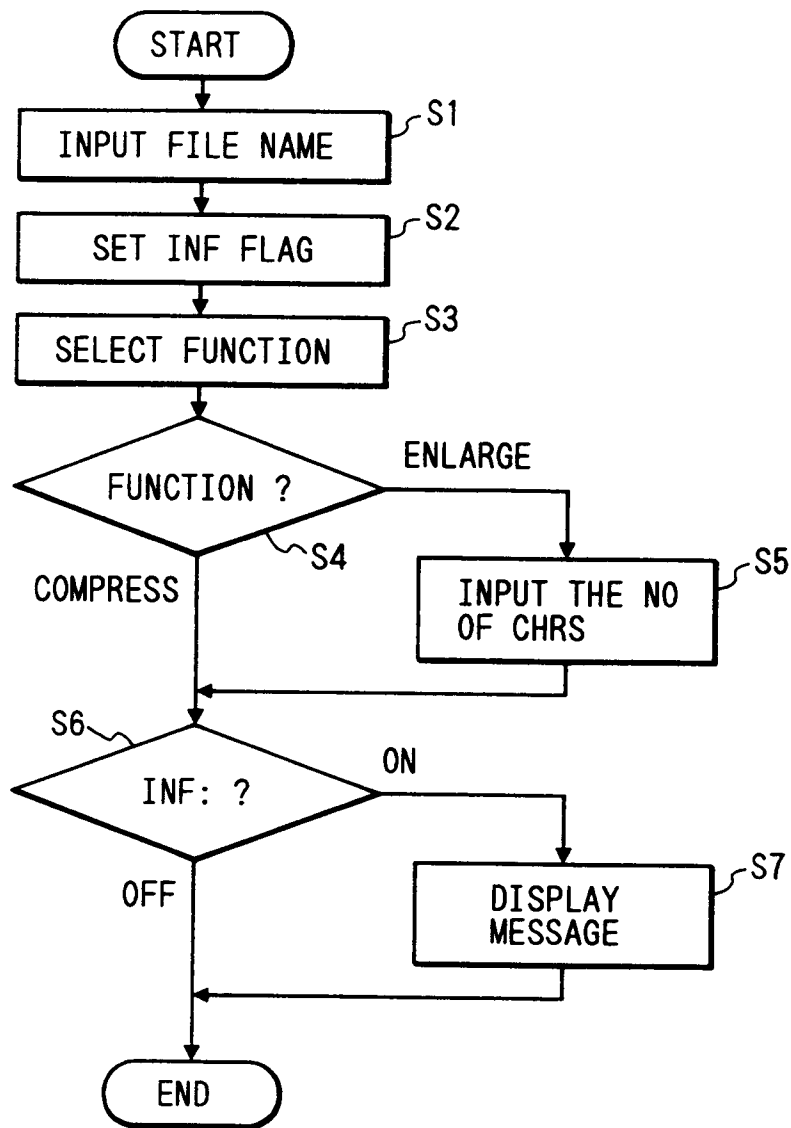 START
INPUT FILE NAME
S1
SET INF FLAG
S2
SELECT FUNCTION
S3
FUNCTION ?
ENLARGE
S4
COMPRESS
INPUT THE NO
OF CHRS
S5
S6
INF: ?
ON
OFF
DISPLAY
MESSAGE
S7
END